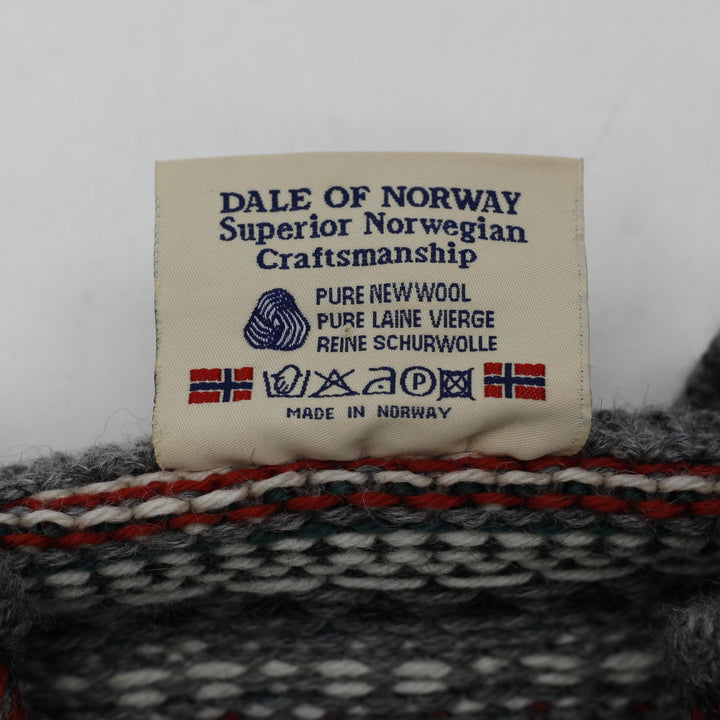 DALE OF NORWAY
Superior Norwegian
Craftsmanship
PURE NEW WOOL
PURE LAINE VIERGE
REINE SCHURWOLLE
P
MADE IN NORWAY